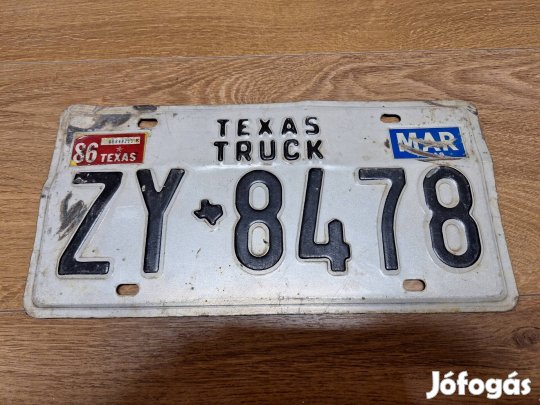 TEXAS
TRUCK
86
TEXAS
MAR
ZY 8478
Jófogás